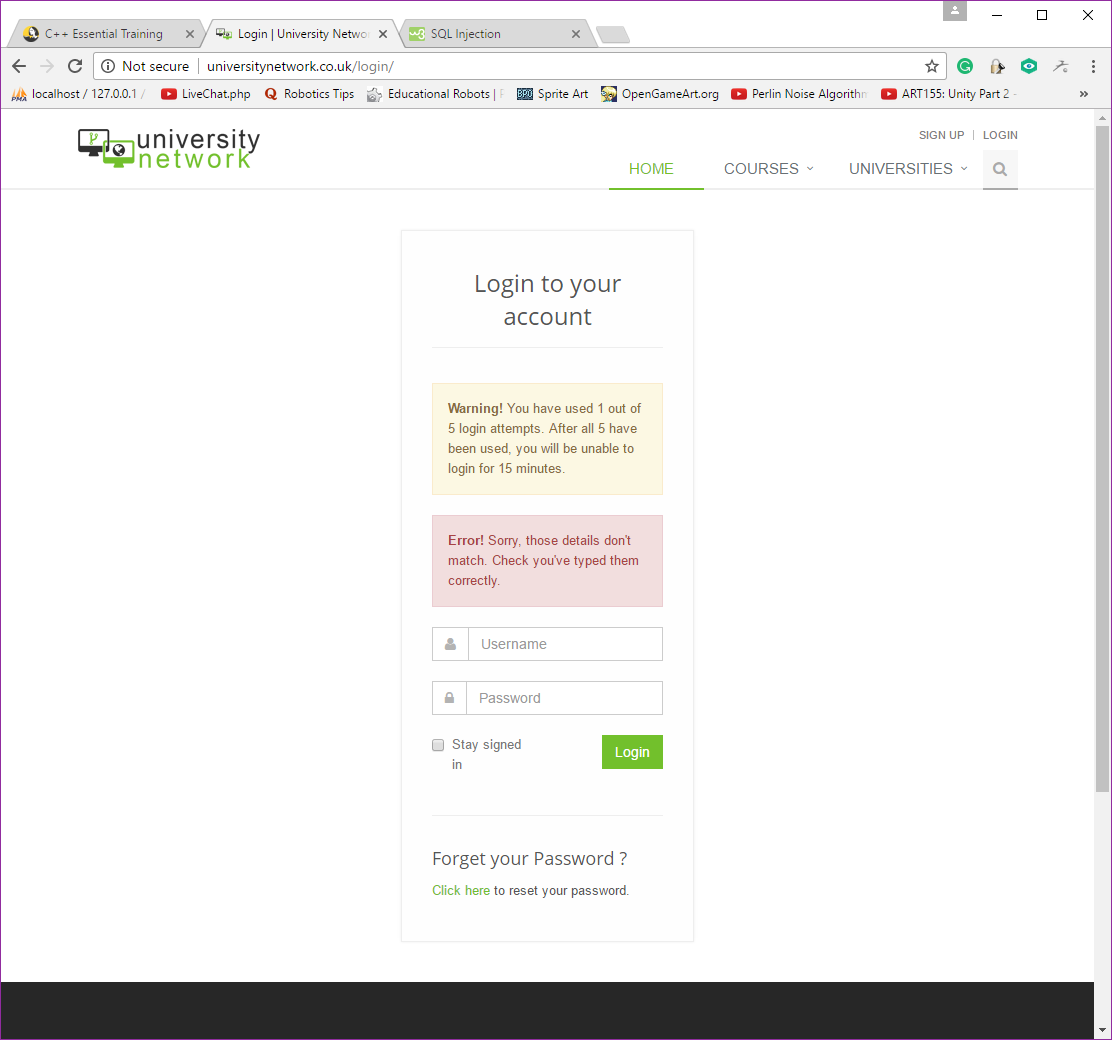 C++ Essential Training
Login | University Netwo
SQL Injection
Not secure
universitynetwork.co.uk/login/
PMA
localhost / 127.0.0.1 /
LiveChat.php
Robotics Tips
Educational Robots |
BPO
Sprite Art
OpenGameArt.org
Perlin Noise Algorithm
ART155: Unity Part 2 -
university
network
SIGN UP | LOGIN
HOME
COURSES
UNIVERSITIES
Login to your
account
Warning! You have used 1 out of
5 login attempts. After all 5 have
been used, you will be unable to
login for 15 minutes.
Error! Sorry, those details don't
match. Check you've typed them
correctly.
Username
Password
Stay signed
in
Login
Forget your Password ?
Click here to reset your password.